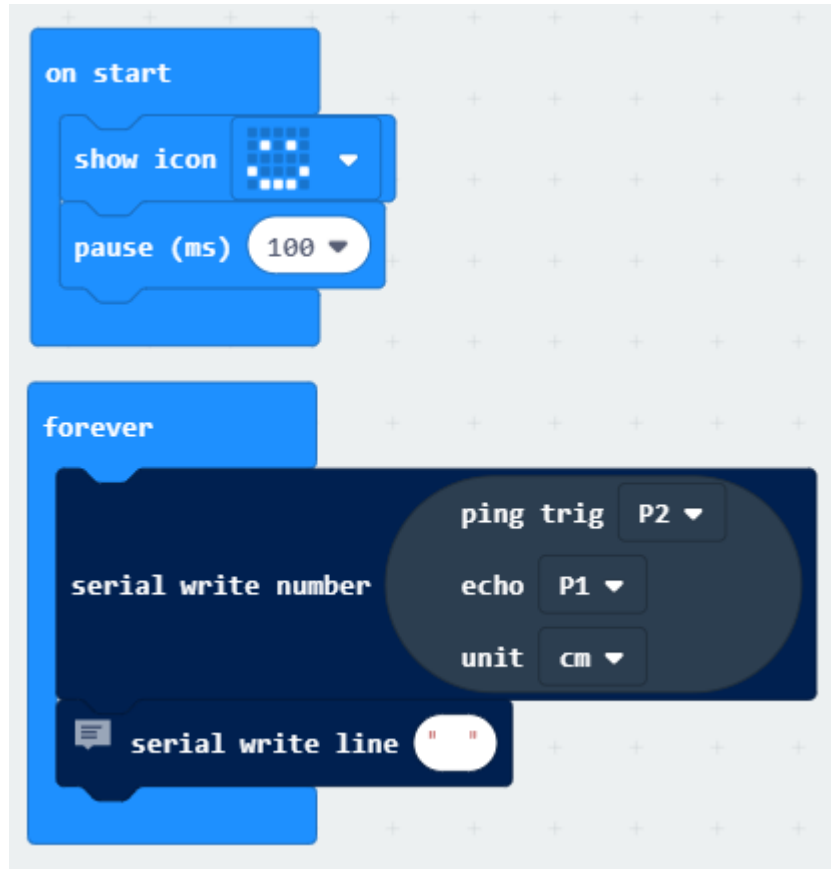 on start
show icon
pause (ms) 100
forever
ping trig P2
serial write number echo P1
unit cm
serial write line " "